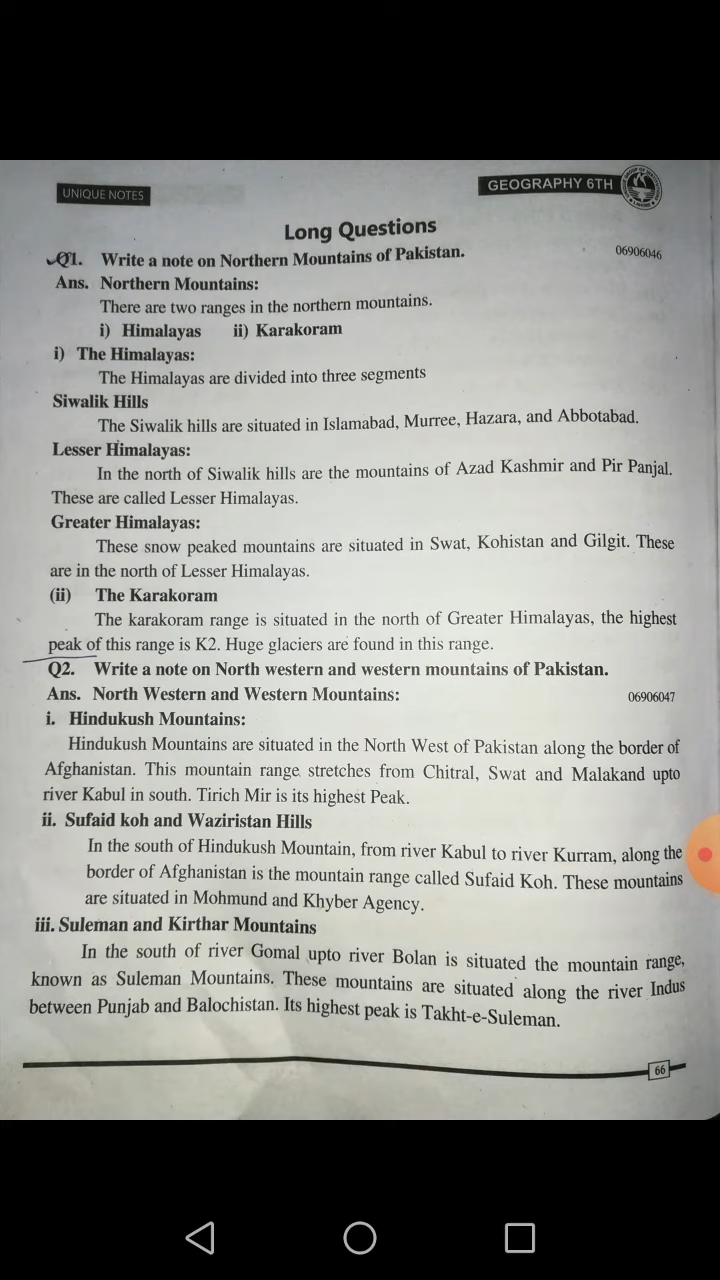 UNIQUE NOTES
GEOGRAPHY 6TH
Long Questions
Q1. Write a note on Northern Mountains of Pakistan. 06906046
Ans. Northern Mountains:
There are two ranges in the northern mountains.
i) Himalayas ii) Karakoram
i) The Himalayas:
The Himalayas are divided into three segments
Siwalik Hills
The Siwalik hills are situated in Islamabad, Murree, Hazara, and Abbotabad.
Lesser Himalayas:
In the north of Siwalik hills are the mountains of Azad Kashmir and Pir Panjal.
These are called Lesser Himalayas.
Greater Himalayas:
These snow peaked mountains are situated in Swat, Kohistan and Gilgit. These
are in the north of Lesser Himalayas.
(ii) The Karakoram
The karakoram range is situated in the north of Greater Himalayas, the highest
peak of this range is K2. Huge glaciers are found in this range.
Q2. Write a note on North western and western mountains of Pakistan.
Ans. North Western and Western Mountains: 06906047
i. Hindukush Mountains:
Hindukush Mountains are situated in the North West of Pakistan along the border of
Afghanistan. This mountain range stretches from Chitral, Swat and Malakand upto
river Kabul in south. Tirich Mir is its highest Peak.
ii. Sufaid koh and Waziristan Hills
In the south of Hindukush Mountain, from river Kabul to river Kurram, along the
border of Afghanistan is the mountain range called Sufaid Koh. These mountains
are situated in Mohmund and Khyber Agency.
iii. Suleman and Kirthar Mountains
In the south of river Gomal upto river Bolan is situated the mountain range,
known as Suleman Mountains. These mountains are situated along the river Indus
between Punjab and Balochistan. Its highest peak is Takht-e-Suleman.
66